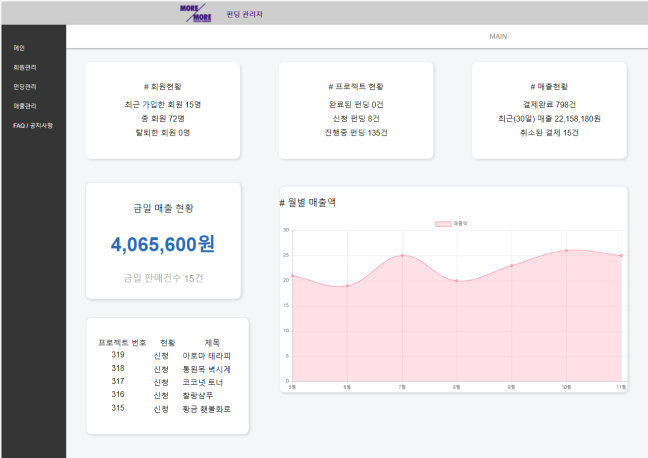 MORE
MORE
펀딩 관리자
메인
회원관리
펀딩관리
매출관리
FAQ / 공지사항
MAIN
# 회원현황
최근 가입한 회원 15명
총 회원 72명
탈퇴한 회원 0명
# 프로젝트 현황
완료된 펀딩 0건
신청 펀딩 8건
진행중 펀딩 135건
# 매출현황
결제완료 798건
최근(30일) 매출 22,158,180원
취소된 결제 15건
금일 매출 현황
4,065,600원
금일 판매건수 15건
# 월별 매출액
매출액
30
25
20
15
10
5
0
5월 6월 7월 8월 9월 10월 11월
프로젝트 번호 현황 제목
319 신청 아로마 테라피
318 신청 통원목 벽시계
317 신청 코코넛 토너
316 신청 찰랑샴푸
315 신청 황금 횃불화로